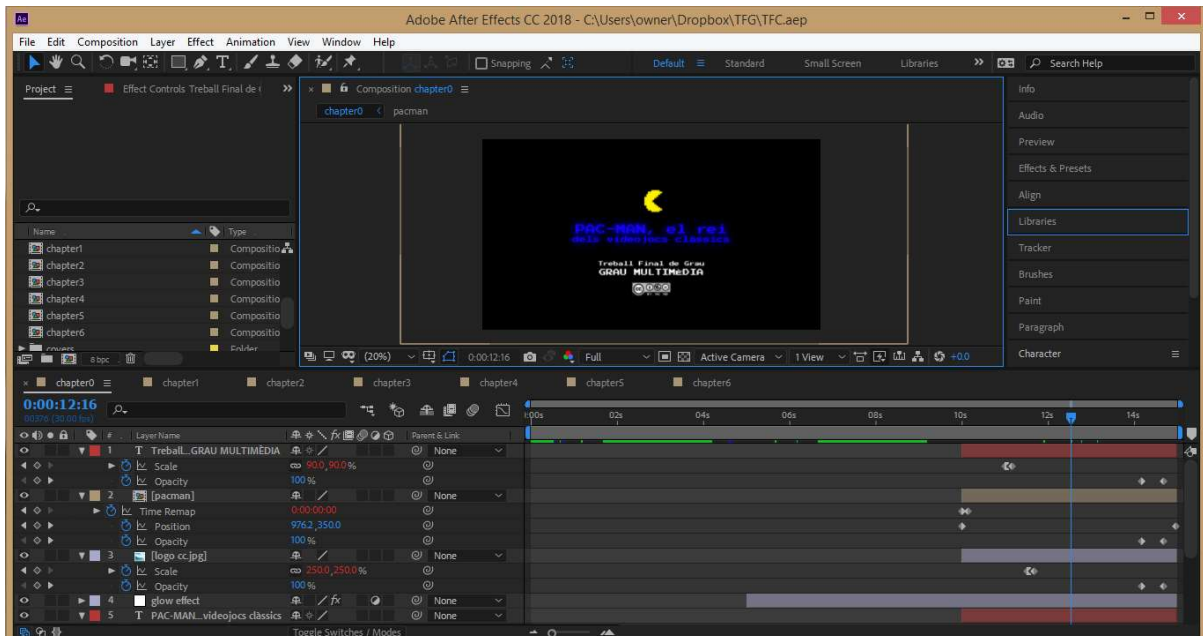 Ae Adobe After Effects CC 2018 - C:\Users\owner\Dropbox\TFG\TFC.aep
File Edit Composition Layer Effect Animation View Window Help
Snapping Default Standard Small Screen Libraries Search Help
Project Effect Controls Treball Final de
Composition chapter0
chapter0 pacman
Info
Audio
Preview
Effects & Presets
Align
Libraries
Tracker
Brushes
Paint
Paragraph
Character
PAC-MAN, el rei
dels videojocs clàssics
Treball Final de Grau
GRAU MULTIMèDIA
Name Type
chapter1 Compositio
chapter2 Compositio
chapter3 Compositio
chapter4 Compositio
chapter5 Compositio
chapter6 Compositio
covers Folder
8 bpc
(20%) 0:00:12:16 Full Active Camera 1 View +0.0
chapter0 chapter1 chapter2 chapter3 chapter4 chapter5 chapter6
0:00:12:16
00376 (30.00 fps)
# Layer Name Parent & Link
:00s 02s 04s 06s 08s 10s 12s 14s
1 T Treball...GRAU MULTIMÈDIA None
Scale 90.0,90.0%
Opacity 100%
2 [pacman] None
Time Remap 0:00:00:00
Position 976.2,350.0
Opacity 100%
3 [logo cc.jpg] None
Scale 250.0,250.0%
Opacity 100%
4 glow effect fx None
5 T PAC-MAN...videojocs clàssics None
Toggle Switches / Modes